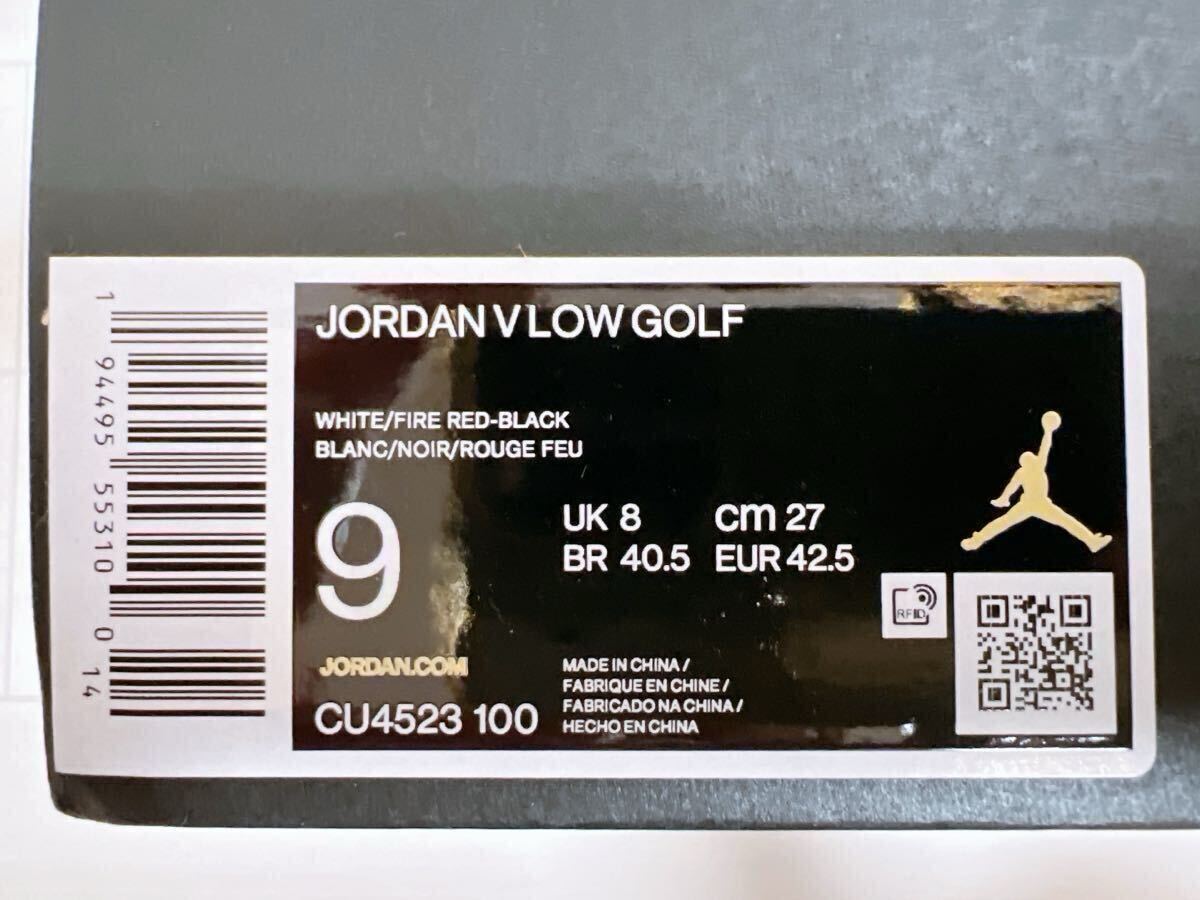 JORDAN V LOW GOLF
WHITE/FIRE RED-BLACK
BLANC/NOIR/ROUGE FEU
9
UK 8 cm 27
BR 40.5 EUR 42.5
RFID
JORDAN.COM
CU4523 100
MADE IN CHINA /
FABRIQUE EN CHINE /
FABRICADO NA CHINA /
HECHO EN CHINA
1 94495 55310 0 14